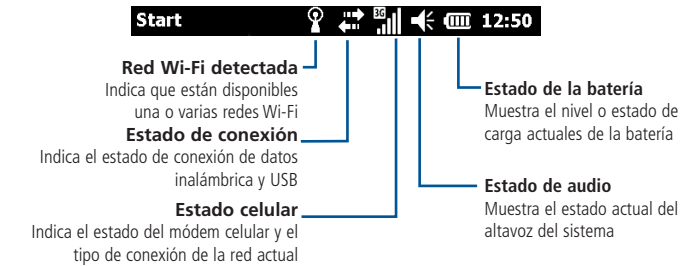 Start 3G 12:50
Red Wi-Fi detectada
Indica que están disponibles
una o varias redes Wi-Fi
Estado de conexión
Indica el estado de conexión de datos
inalámbrica y USB
Estado celular
Indica el estado del módem celular y el
tipo de conexión de la red actual
Estado de la batería
Muestra el nivel o estado de
carga actuales de la batería
Estado de audio
Muestra el estado actual del
altavoz del sistema